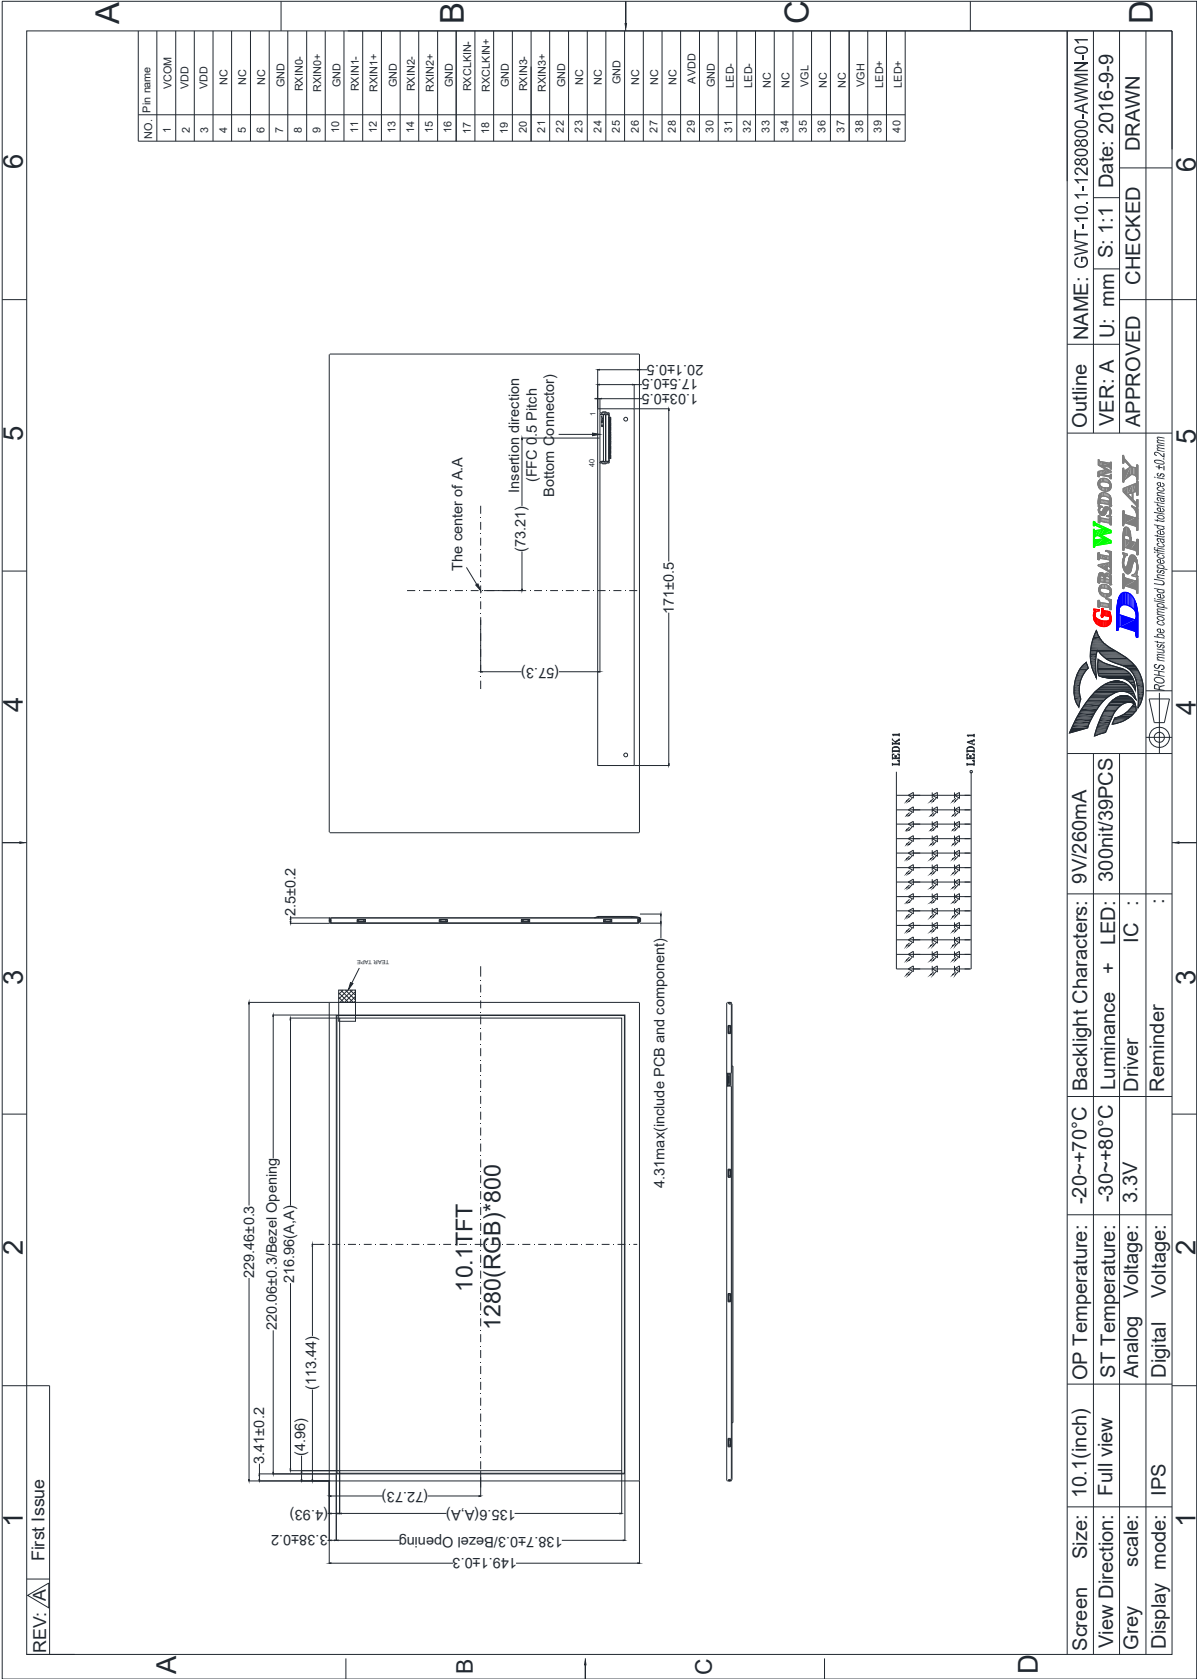 1
2
3
4
5
6
A
B
C
D
REV: A First Issue
229.46±0.3
220.06±0.3/Bezel Opening
216.96(A,A)
(113.44)
3.41±0.2
(4.96)
149.1±0.3
138.7±0.3/Bezel Opening
135.6(A,A)
(72.73)
3.38±0.2
(4.93)
10.1TFT
1280(RGB)*800
TEAR TAPE
2.5±0.2
4.31max(include PCB and component)
The center of A.A
Insertion direction
(FFC 0.5 Pitch
Bottom Connector)
(73.21)
(57.3)
171±0.5
40
1
1.03±0.5
17.5±0.5
20.1±0.5
LEDK1
LEDA1
NO. Pin name
1 VCOM
2 VDD
3 VDD
4 NC
5 NC
6 NC
7 GND
8 RXIN0-
9 RXIN0+
10 GND
11 RXIN1-
12 RXIN1+
13 GND
14 RXIN2-
15 RXIN2+
16 GND
17 RXCLKIN-
18 RXCLKIN+
19 GND
20 RXIN3-
21 RXIN3+
22 GND
23 NC
24 NC
25 GND
26 NC
27 NC
28 NC
29 AVDD
30 GND
31 LED-
32 LED-
33 NC
34 NC
35 VGL
36 NC
37 NC
38 VGH
39 LED+
40 LED+
Screen Size: 10.1(inch)
View Direction: Full view
Grey scale:
Display mode: IPS
OP Temperature: -20~+70°C
ST Temperature: -30~+80°C
Analog Voltage: 3.3V
Digital Voltage:
Backlight Characters: 9V/260mA
Luminance + LED: 300nit/39PCS
Driver IC :
Reminder :
GLOBAL WISDOM
DISPLAY
ROHS must be complied Unspecificated tolerlance is ±0.2mm
Outline NAME: GWT-10.1-1280800-AWMN-01
VER: A U: mm S: 1:1 Date: 2016-9-9
APPROVED CHECKED DRAWN
1
2
3
4
5
6
A
B
C
D